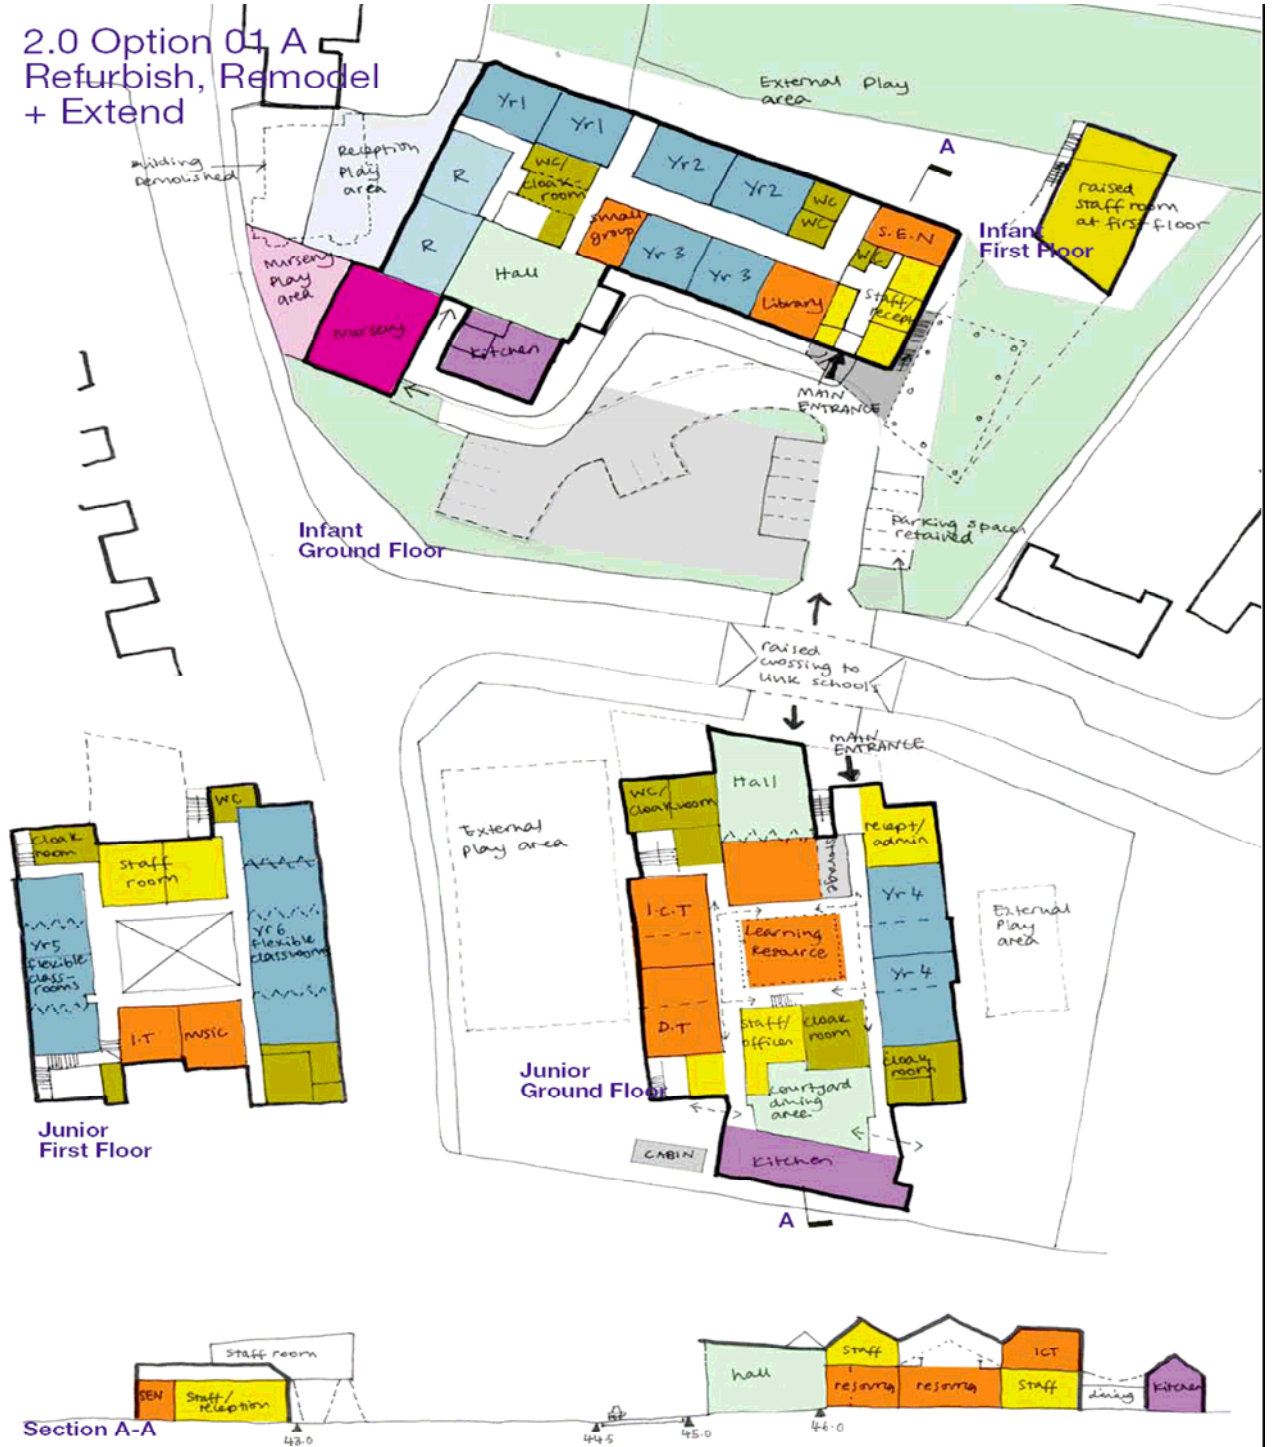 2.0 Option 01 A
Refurbish, Remodel
+ Extend
External Play
area
A
Building
Demolished
Reception
Play
area
Yr1
Yr1
R
R
WC/
cloak-
room
Yr2
Yr2
WC
WC
raised
staff room
at first floor
Infant
First Floor
S.E.N
WC
Small
group
Yr 3
Yr 3
Library
Staff/
recept
Hall
Nursery
Play
area
Nursery
Kitchen
MAIN
ENTRANCE
Infant
Ground Floor
Parking spaces
retained
raised
crossing to
link schools
MAIN
ENTRANCE
WC
cloak
room
Staff
room
Yr5
flexible
class-
rooms
Yr6
flexible
classrooms
I.T
MUSIC
Junior
First Floor
External
Play area
WC/
Cloakroom
Hall
recept/
admin
storage
I.C.T
Learning
Resource
Yr 4
Yr 4
External
Play
area
D.T
Staff/
offices
cloak
room
cloak
room
courtyard
dining
area
Junior
Ground Floor
CABIN
Kitchen
A
Staff room
SEN
Staff/
reception
hall
Staff
ICT
resource
resource
Staff
dining
kitchen
Section A-A
43.0
44.5
45.0
46.0